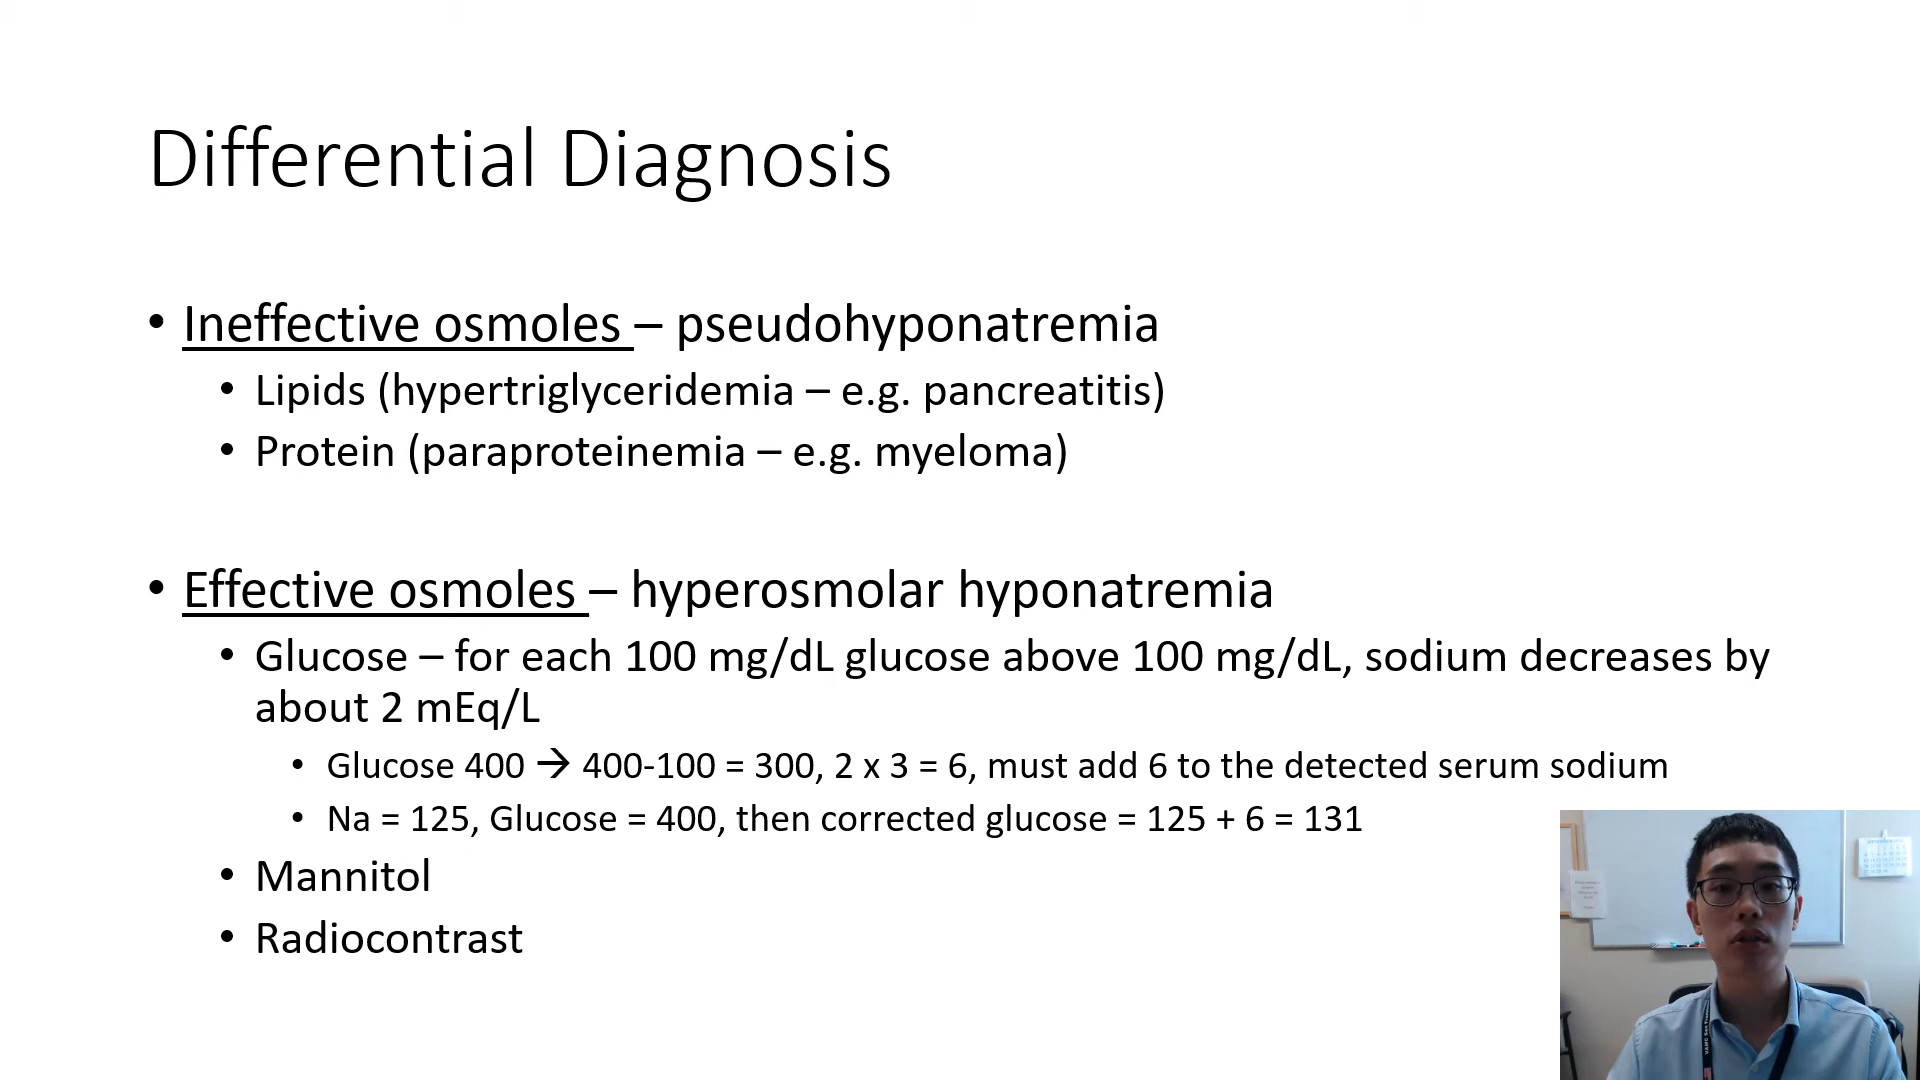 Differential Diagnosis
• Ineffective osmoles – pseudohyponatremia
• Lipids (hypertriglyceridemia – e.g. pancreatitis)
• Protein (paraproteinemia – e.g. myeloma)
• Effective osmoles – hyperosmolar hyponatremia
• Glucose – for each 100 mg/dL glucose above 100 mg/dL, sodium decreases by
about 2 mEq/L
• Glucose 400 → 400-100 = 300, 2 x 3 = 6, must add 6 to the detected serum sodium
• Na = 125, Glucose = 400, then corrected glucose = 125 + 6 = 131
• Mannitol
• Radiocontrast